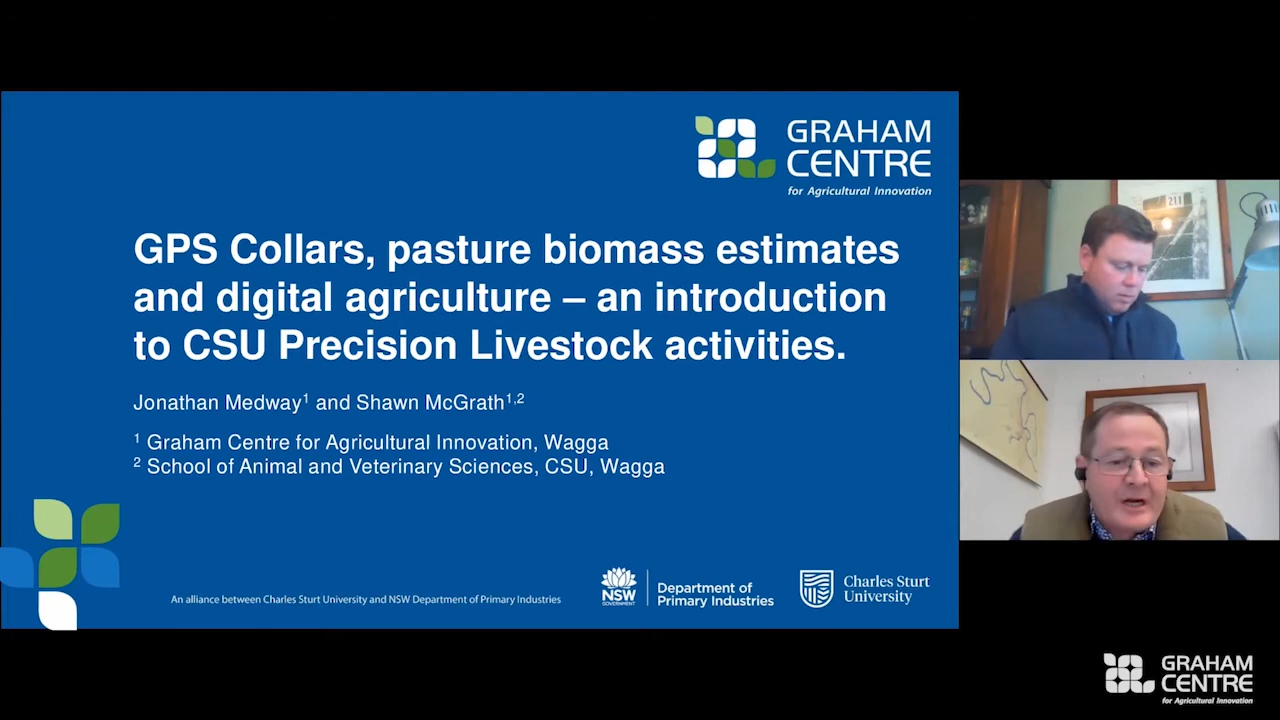 GRAHAM
CENTRE
for Agricultural Innovation
GPS Collars, pasture biomass estimates
and digital agriculture – an introduction
to CSU Precision Livestock activities.
Jonathan Medway¹ and Shawn McGrath¹,²
¹ Graham Centre for Agricultural Innovation, Wagga
² School of Animal and Veterinary Sciences, CSU, Wagga
An alliance between Charles Sturt University and NSW Department of Primary Industries
NSW
GOVERNMENT
Department of
Primary Industries
Charles Sturt
University
211
GRAHAM
CENTRE
for Agricultural Innovation